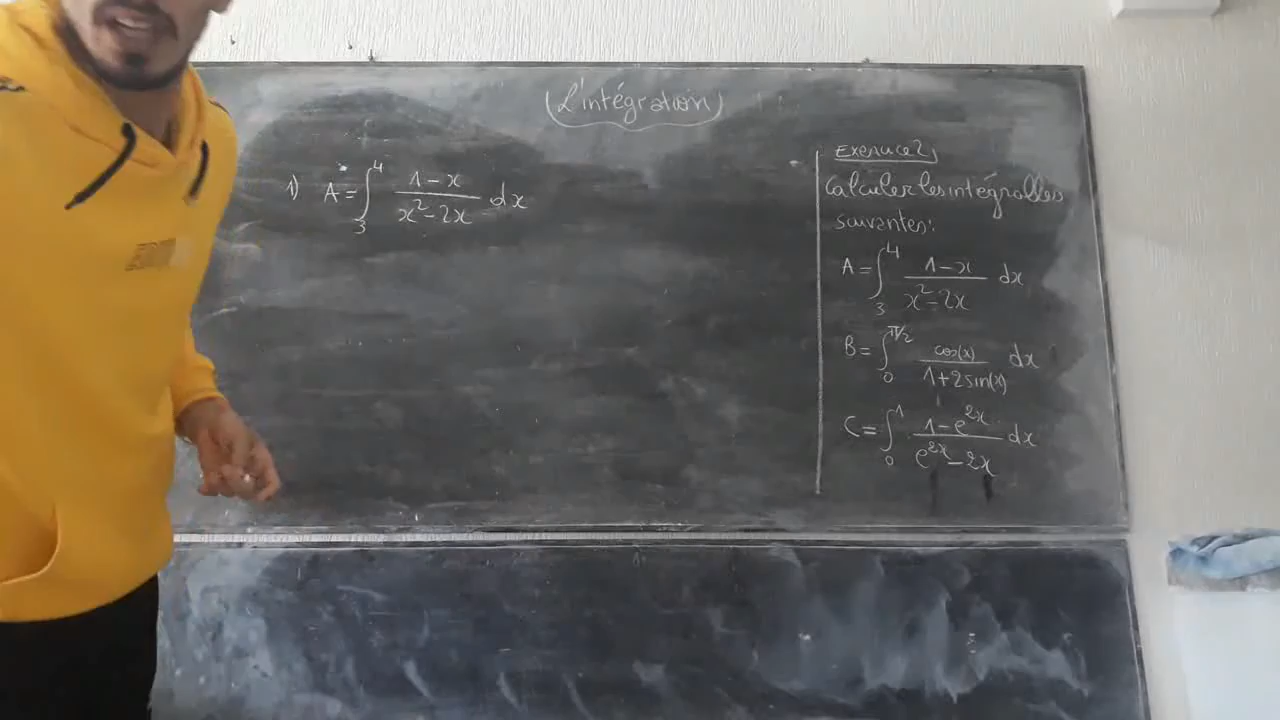 (L'intégration)
1) A = ∫₃⁴ (1-x)/(x²-2x) dx
Exercice 2)
Calculer les intégralles
suivantes:
A = ∫₃⁴ (1-x)/(x²-2x) dx
B = ∫₀^(π/2) cos(x)/(1+2sin(x)) dx
C = ∫₀¹ (1-e^(2x))/(e^(2x)-2x) dx